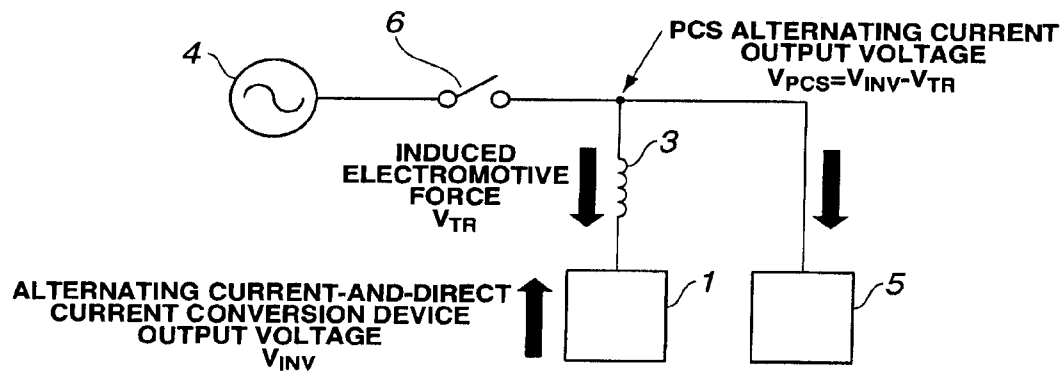 4
6
PCS ALTERNATING CURRENT
OUTPUT VOLTAGE
VPCS=VINV-VTR
INDUCED
ELECTROMOTIVE
FORCE
VTR
3
ALTERNATING CURRENT-AND-DIRECT
CURRENT CONVERSION DEVICE
OUTPUT VOLTAGE
VINV
1
5